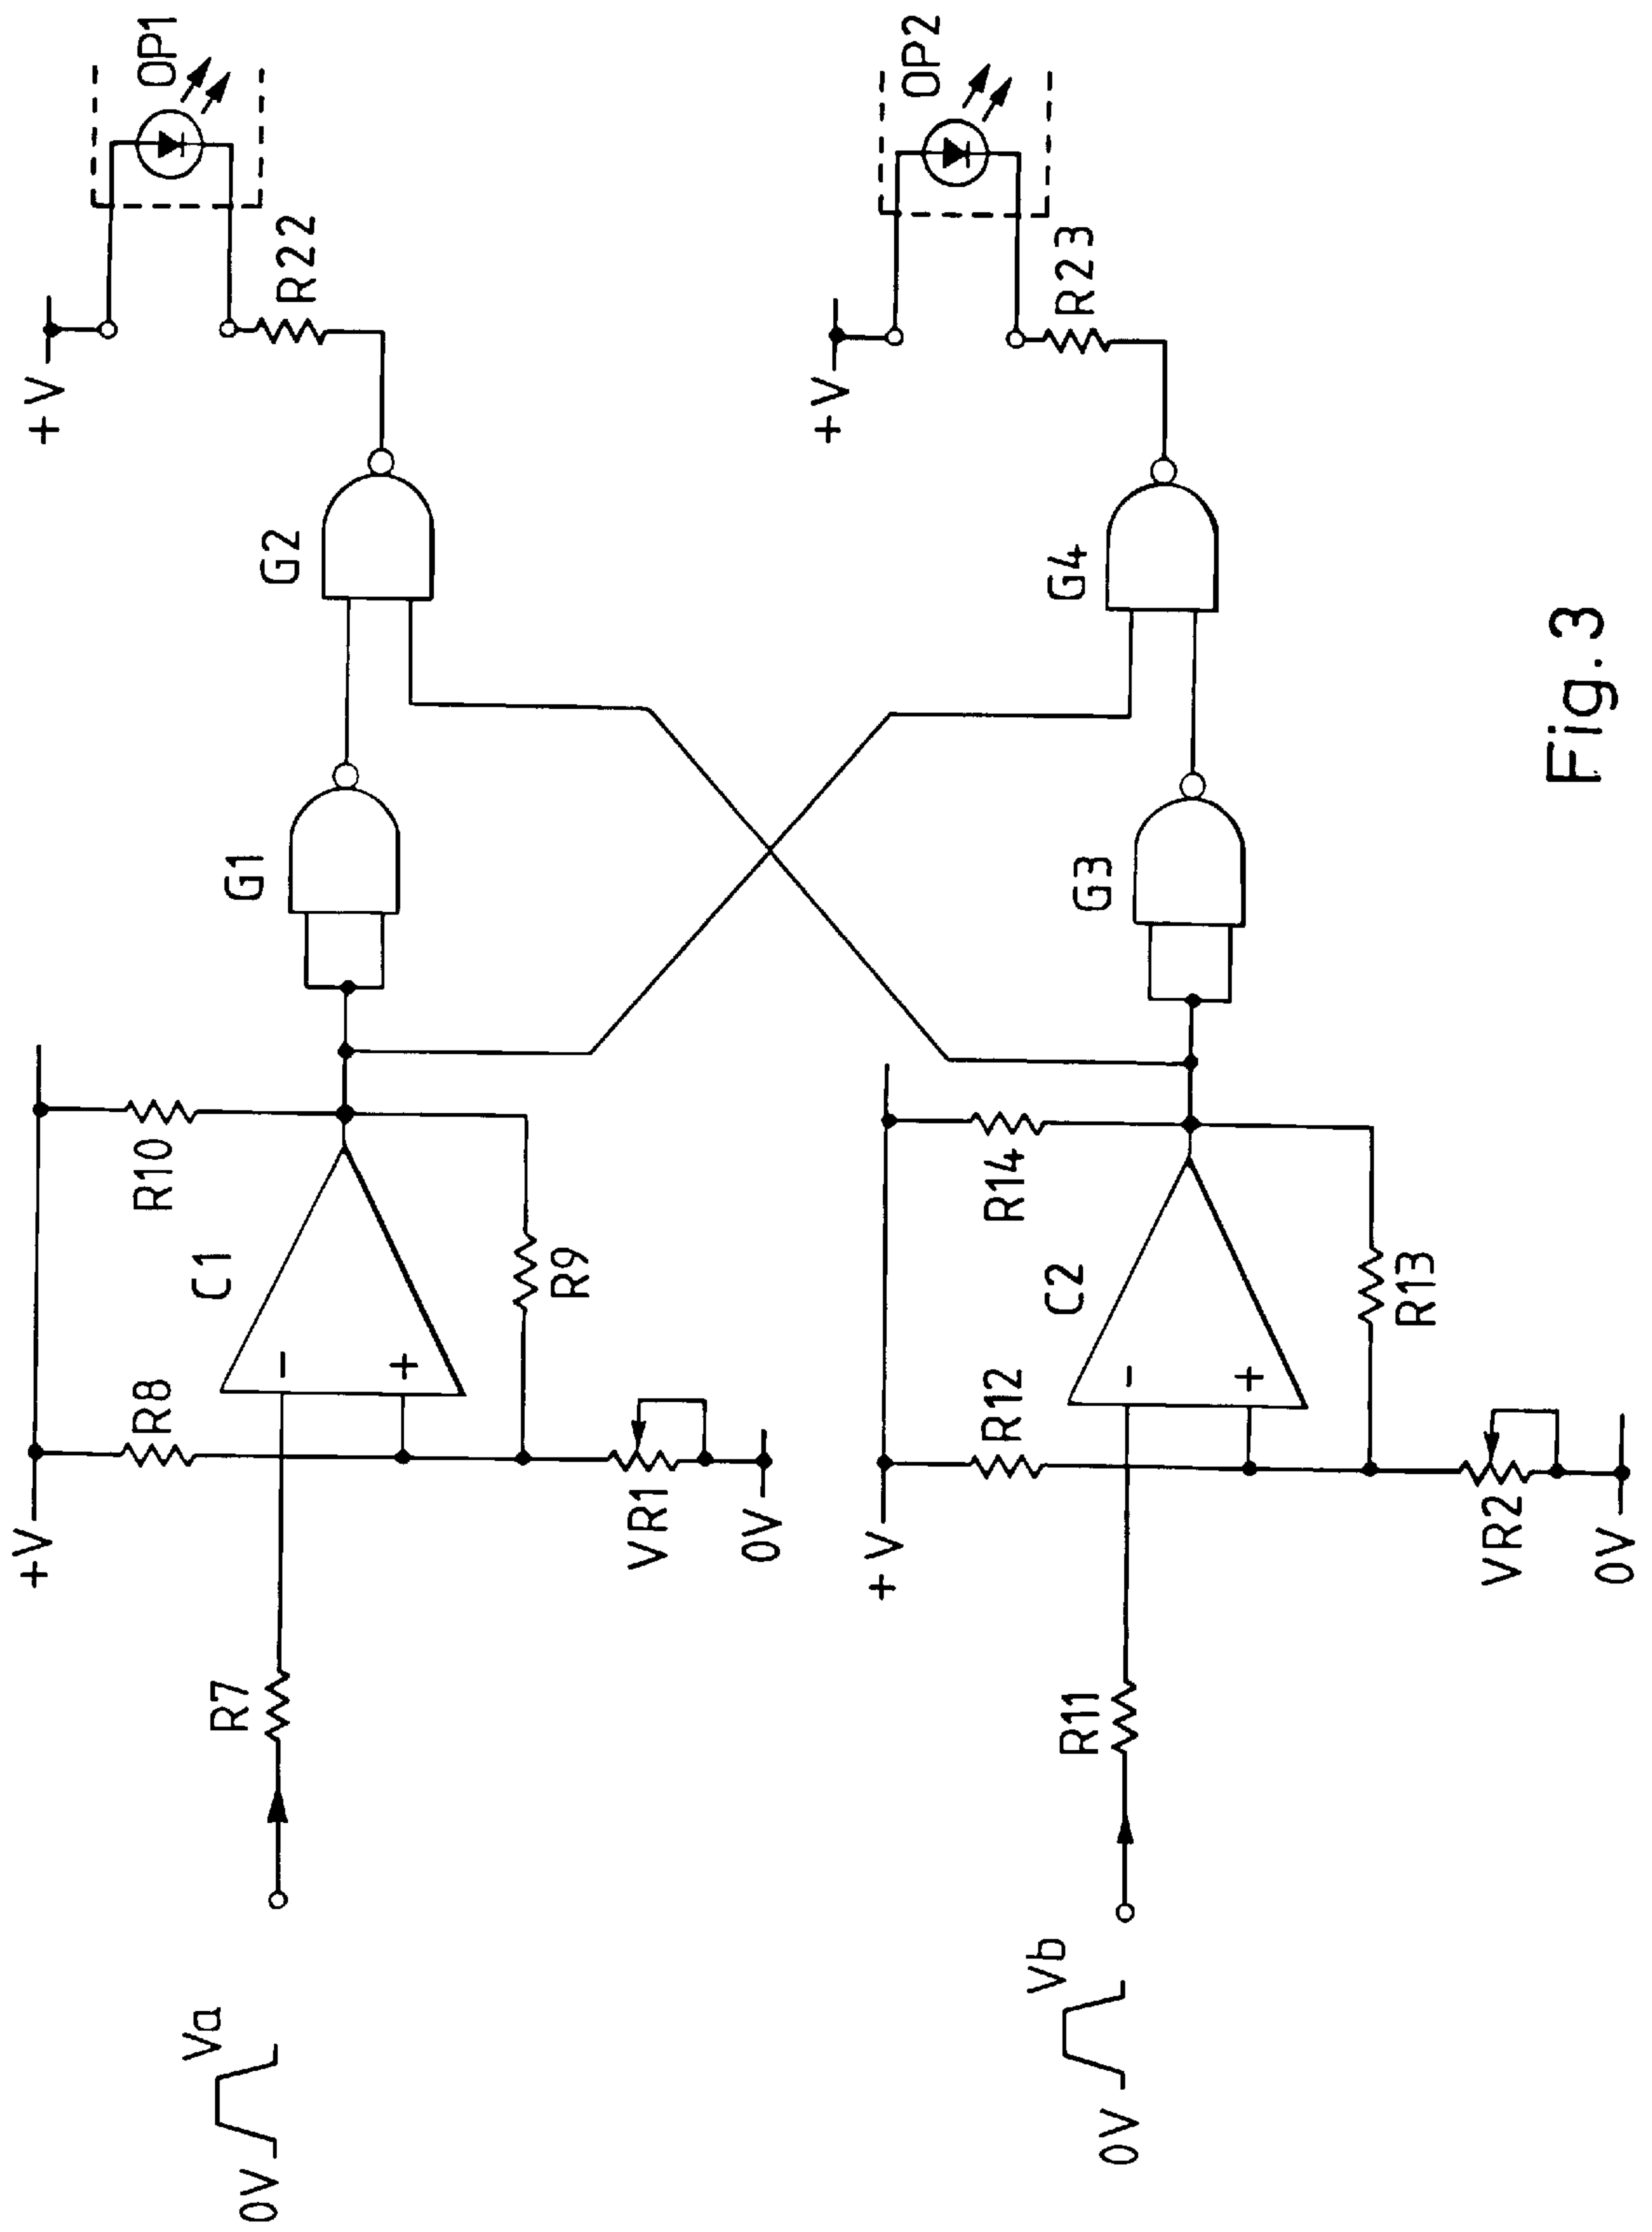 0V
Va
R7
+V
R8
R10
C1
-
+
R9
VR1
0V
G1
G2
+V
R22
OP1
0V
Vb
R11
+V
R12
R14
C2
-
+
R13
VR2
0V
G3
G4
+V
R23
OP2
Fig. 3